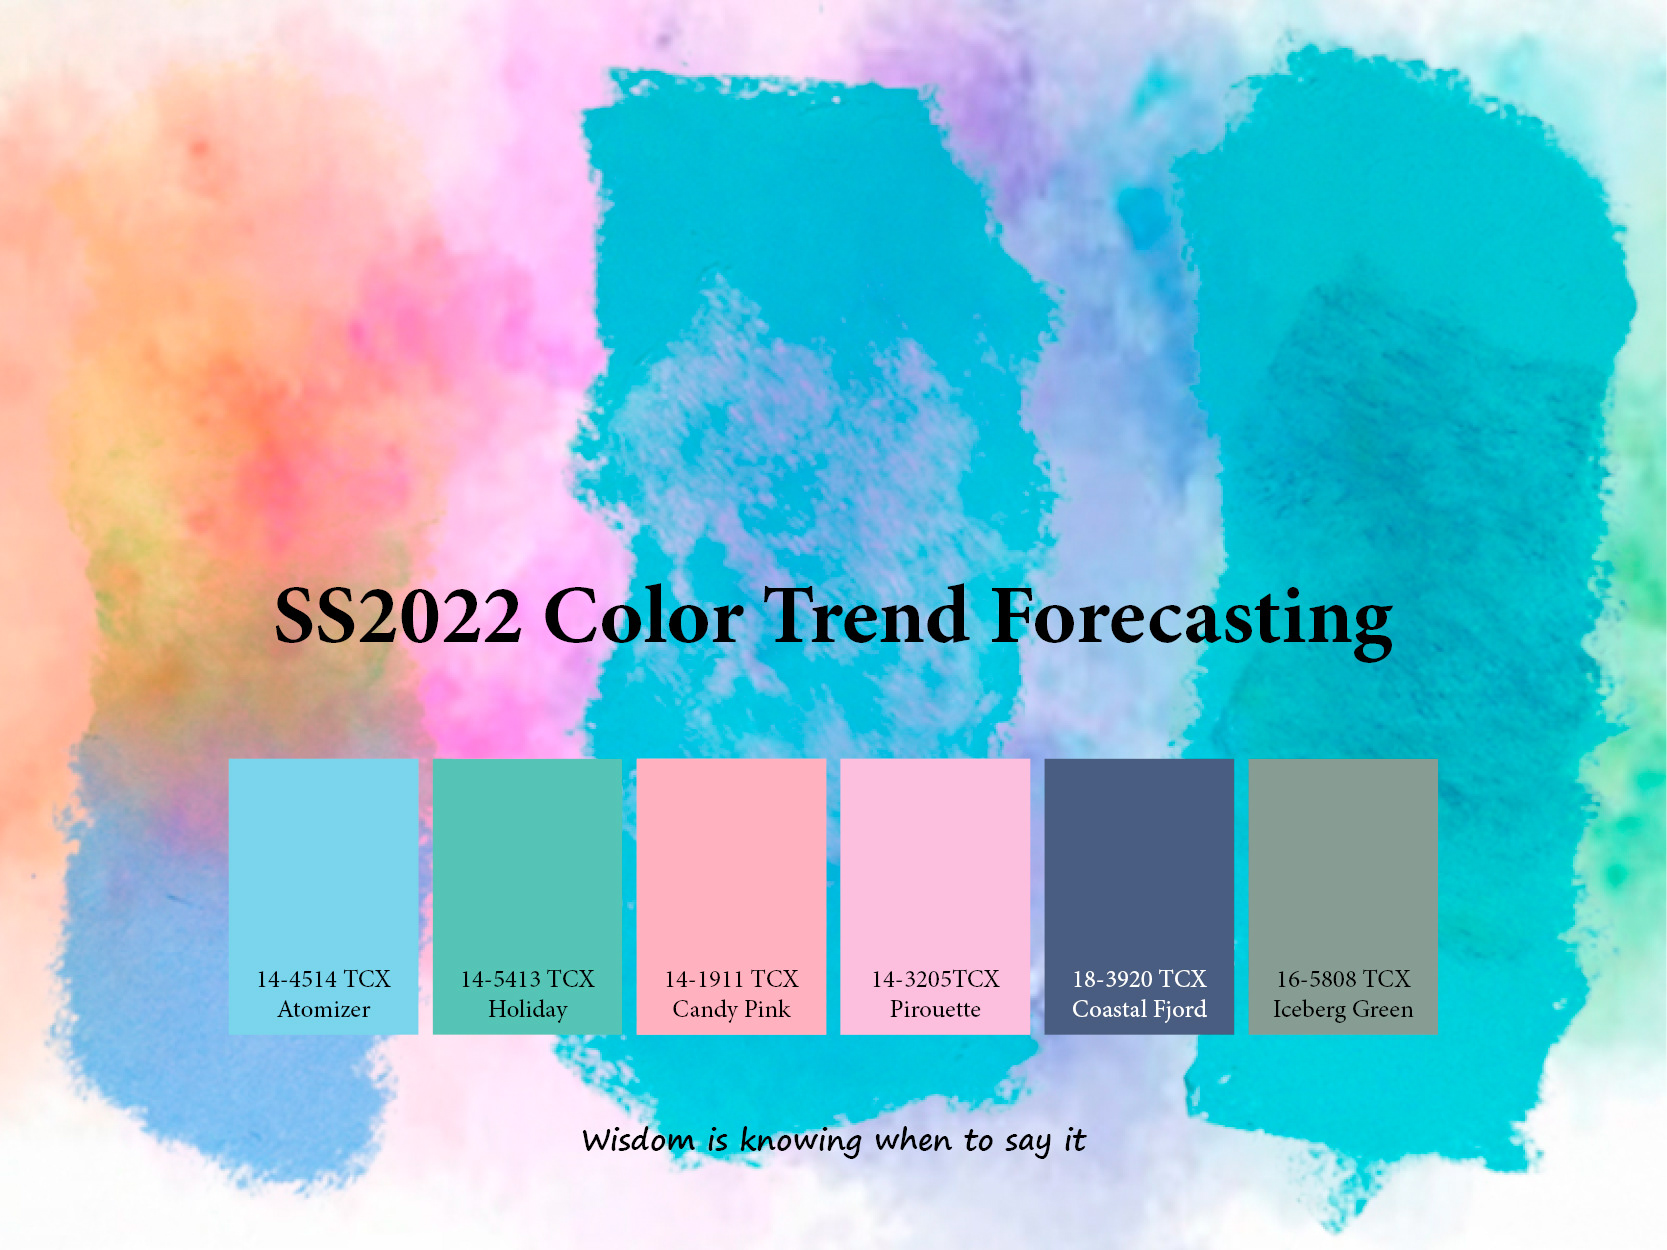 SS2022 Color Trend Forecasting
14-4514 TCX
Atomizer
14-5413 TCX
Holiday
14-1911 TCX
Candy Pink
14-3205TCX
Pirouette
18-3920 TCX
Coastal Fjord
16-5808 TCX
Iceberg Green
Wisdom is knowing when to say it